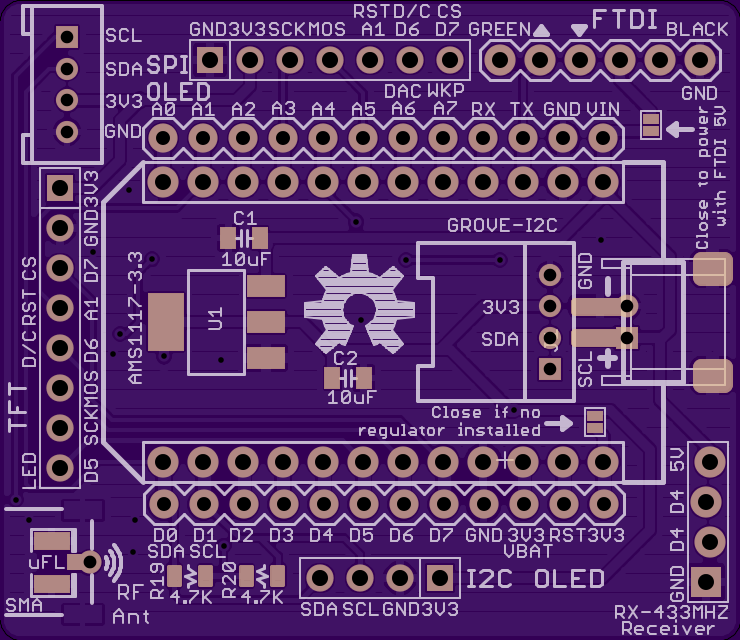 RST D/C CS
GND 3V3 SCK MOS A1 D6 D7 GREEN FTDI BLACK
SCL
SDA SPI
OLED
3V3
GND
DAC WKP GND
A0 A1 A2 A3 A4 A5 A6 A7 RX TX GND VIN
Close to power
with FTDI 5V
3V3
GND
D7 CS
A1 D/C RST
D6
MOS
SCK
D5 LED
TFT
C1
10uF
AMS1117-3.3
U1
C2
10uF
GROVE-I2C
GND
3V3
SDA
SCL
- +
Close if no
regulator installed
5V
D4
D4
GND
D0 D1 D2 D3 D4 D5 D6 D7 GND 3V3 RST 3V3
SDA SCL VBAT
uFL
SMA
RF
Ant
R19
4.7K
R20
4.7K
I2C OLED
SDA SCL GND 3V3
RX-433MHZ
Receiver